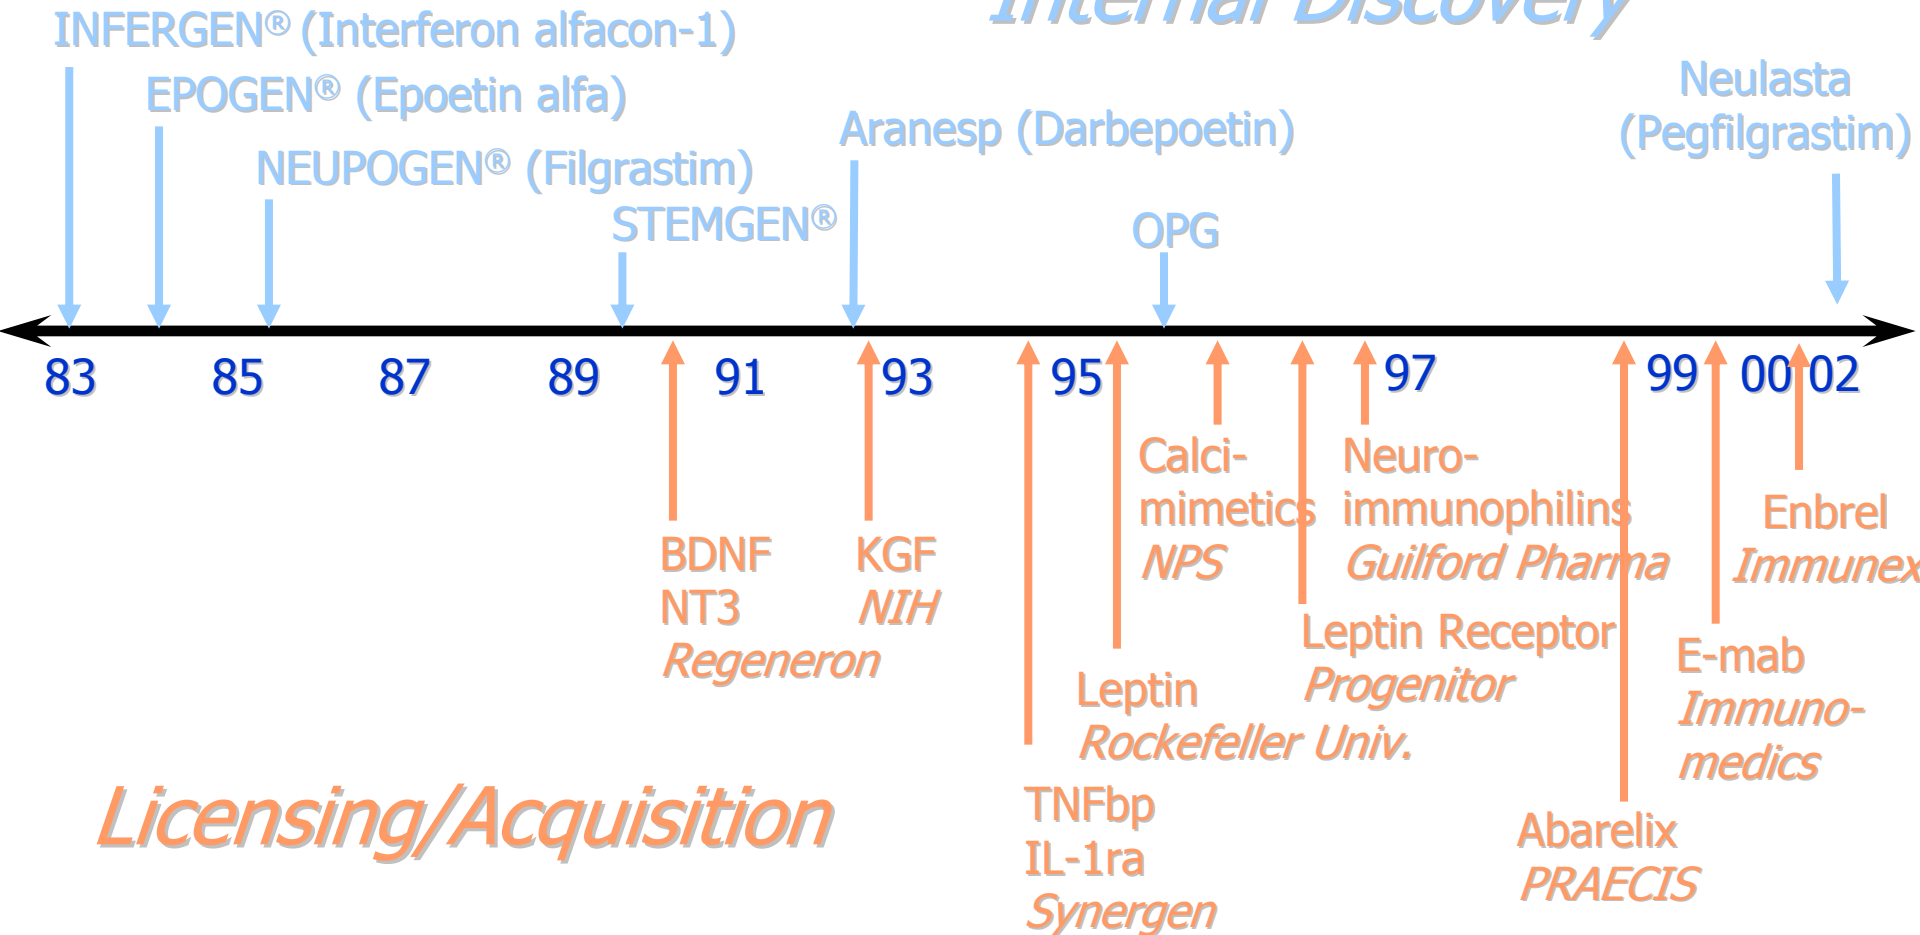 Internal Discovery
INFERGEN® (Interferon alfacon-1)
EPOGEN® (Epoetin alfa)
NEUPOGEN® (Filgrastim)
STEMGEN®
Aranesp (Darbepoetin)
OPG
Neulasta
(Pegfilgrastim)
83 85 87 89 91 93 95 97 99 00 02
BDNF
NT3
Regeneron
KGF
NIH
TNFbp
IL-1ra
Synergen
Leptin
Rockefeller Univ.
Calci-
mimetics
NPS
Leptin Receptor
Progenitor
Neuro-
immunophilins
Guilford Pharma
Abarelix
PRAECIS
E-mab
Immuno-
medics
Enbrel
Immunex
Licensing/Acquisition